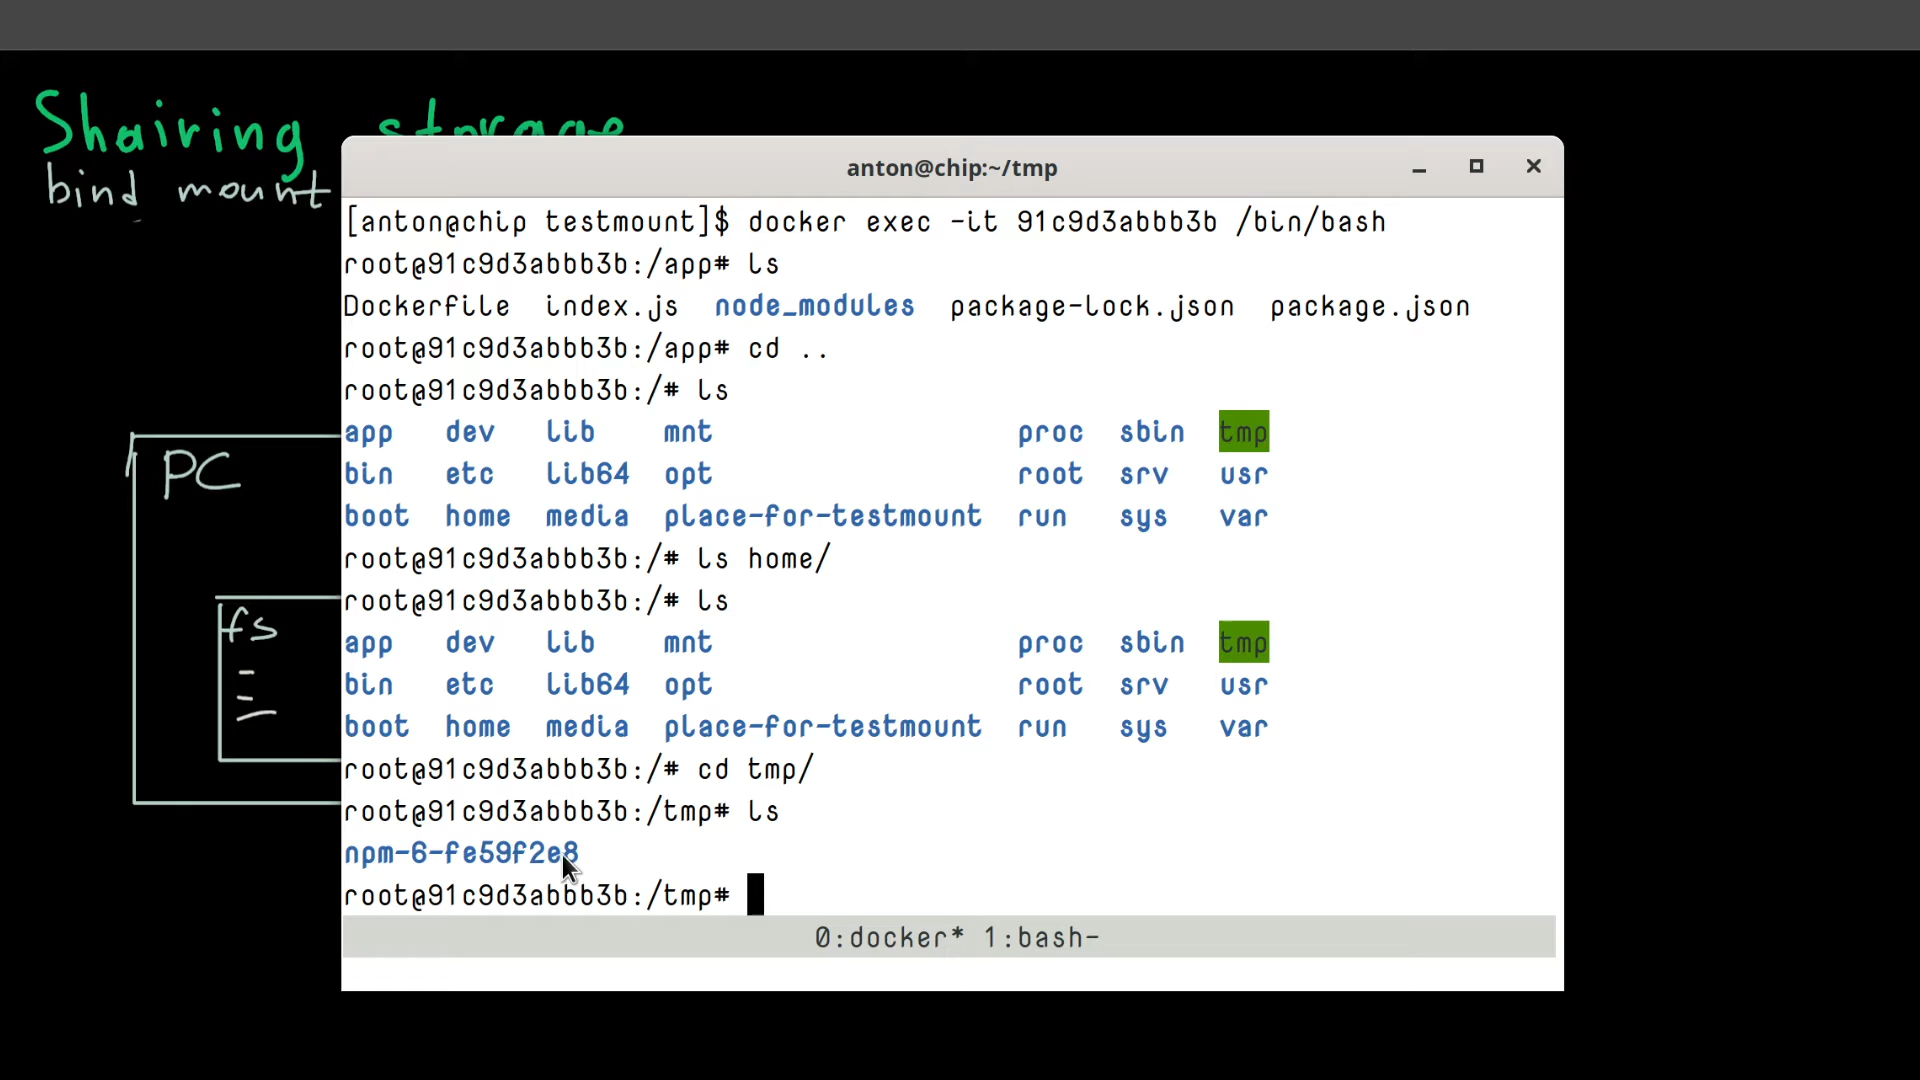 Shairing storage
bind mount
PC
fs
anton@chip:~/tmp
[anton@chip testmount]$ docker exec -it 91c9d3abbb3b /bin/bash
root@91c9d3abbb3b:/app# ls
Dockerfile index.js node_modules package-lock.json package.json
root@91c9d3abbb3b:/app# cd ..
root@91c9d3abbb3b:/# ls
app dev lib mnt proc sbin tmp
bin etc lib64 opt root srv usr
boot home media place-for-testmount run sys var
root@91c9d3abbb3b:/# ls home/
root@91c9d3abbb3b:/# ls
app dev lib mnt proc sbin tmp
bin etc lib64 opt root srv usr
boot home media place-for-testmount run sys var
root@91c9d3abbb3b:/# cd tmp/
root@91c9d3abbb3b:/tmp# ls
npm-6-fe59f2e8
root@91c9d3abbb3b:/tmp#
0:docker* 1:bash-